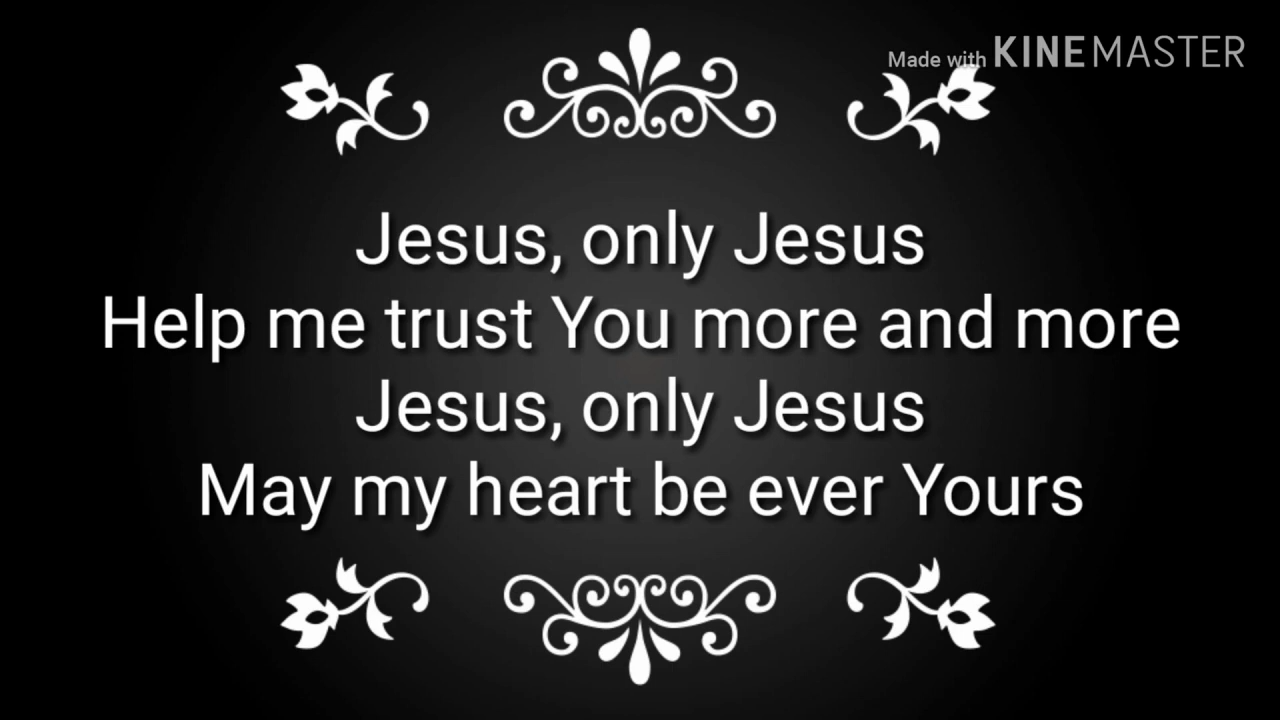 Made with KINEMASTER
Jesus, only Jesus
Help me trust You more and more
Jesus, only Jesus
May my heart be ever Yours